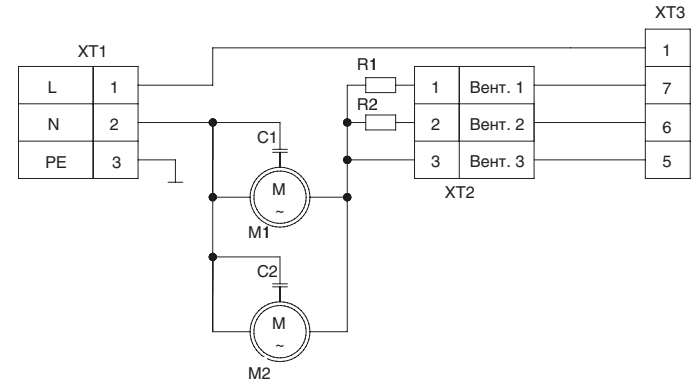 XT3
XT1
1
R1
L 1
1 Вент. 1
7
R2
N 2
2 Вент. 2
6
C1
PE 3
3 Вент. 3
5
M
~
XT2
M1
C2
M
~
M2